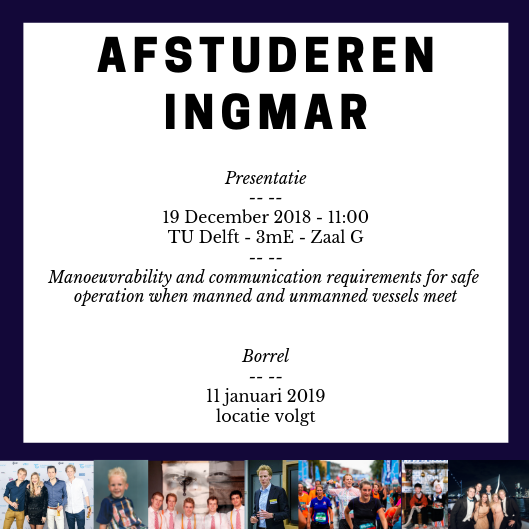 AFSTUDEREN
INGMAR
Presentatie
-- --
19 December 2018 - 11:00
TU Delft - 3mE - Zaal G
-- --
Manoeuvrability and communication requirements for safe
operation when manned and unmanned vessels meet
Borrel
-- --
11 januari 2019
locatie volgt